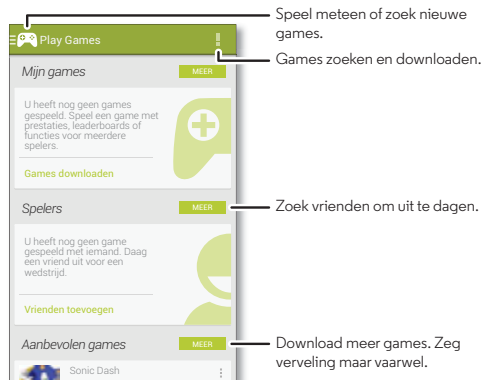 Play Games
Speel meteen of zoek nieuwe
games.
Games zoeken en downloaden.
Mijn games
MEER
U heeft nog geen games
gespeeld. Speel een game met
prestaties, leaderboards of
functies voor meerdere
spelers.
Games downloaden
Spelers
MEER
Zoek vrienden om uit te dagen.
U heeft nog geen game
gespeeld met iemand. Daag
een vriend uit voor een
wedstrijd.
Vrienden toevoegen
Aanbevolen games
MEER
Download meer games. Zeg
verveling maar vaarwel.
Sonic Dash